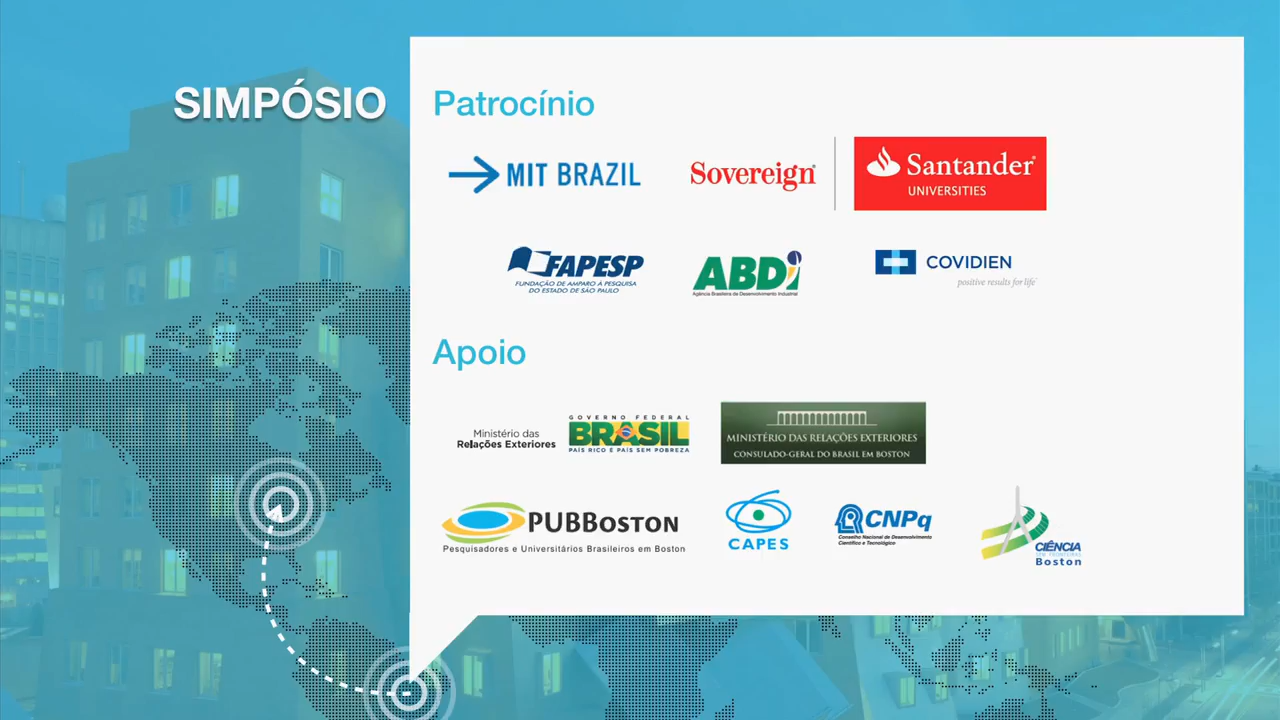 SIMPÓSIO
Patrocínio
MIT BRAZIL
Sovereign
Santander
UNIVERSITIES
FAPESP
FUNDAÇÃO DE AMPARO À PESQUISA
DO ESTADO DE SÃO PAULO
ABDi
Agência Brasileira de Desenvolvimento Industrial
COVIDIEN
positive results for life
Apoio
Ministério das
Relações Exteriores
GOVERNO FEDERAL
BRASIL
PAÍS RICO É PAÍS SEM POBREZA
MINISTÉRIO DAS RELAÇÕES EXTERIORES
CONSULADO-GERAL DO BRASIL EM BOSTON
PUBBOSTON
Pesquisadores e Universitários Brasileiros em Boston
CAPES
CNPq
Conselho Nacional de Desenvolvimento
Científico e Tecnológico
CIÊNCIA
SEM FRONTEIRAS
Boston